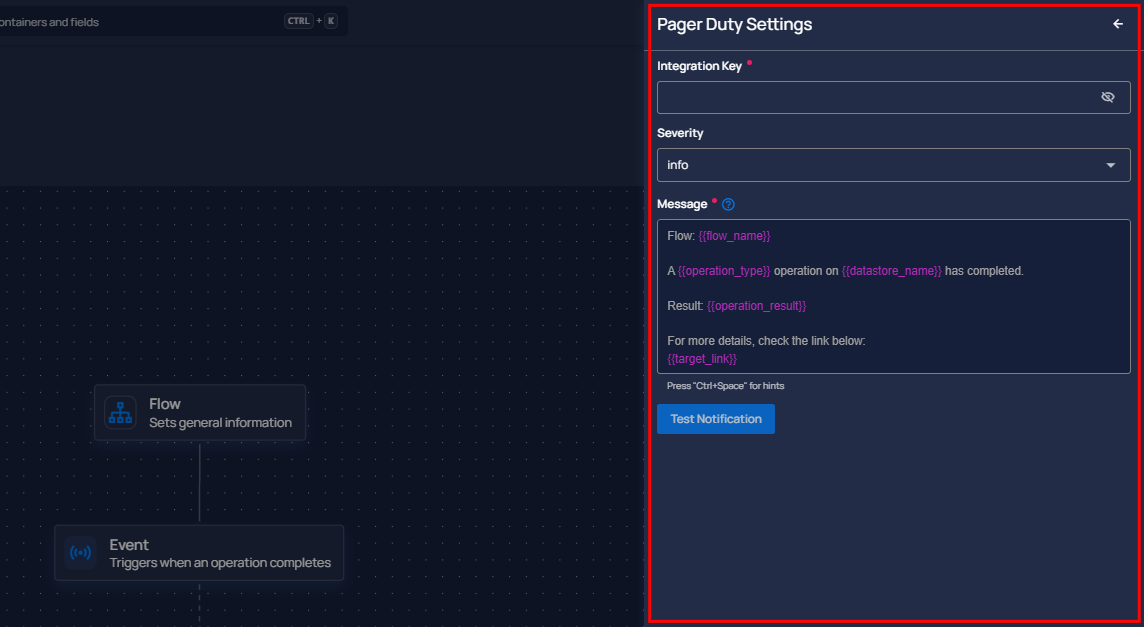 ontainers and fields
CTRL + K
Pager Duty Settings
Integration Key
Severity
info
Message
Flow: {{flow_name}}
A {{operation_type}} operation on {{datastore_name}} has completed.
Result: {{operation_result}}
For more details, check the link below:
{{target_link}}
Press "Ctrl+Space" for hints
Test Notification
Flow
Sets general information
Event
Triggers when an operation completes